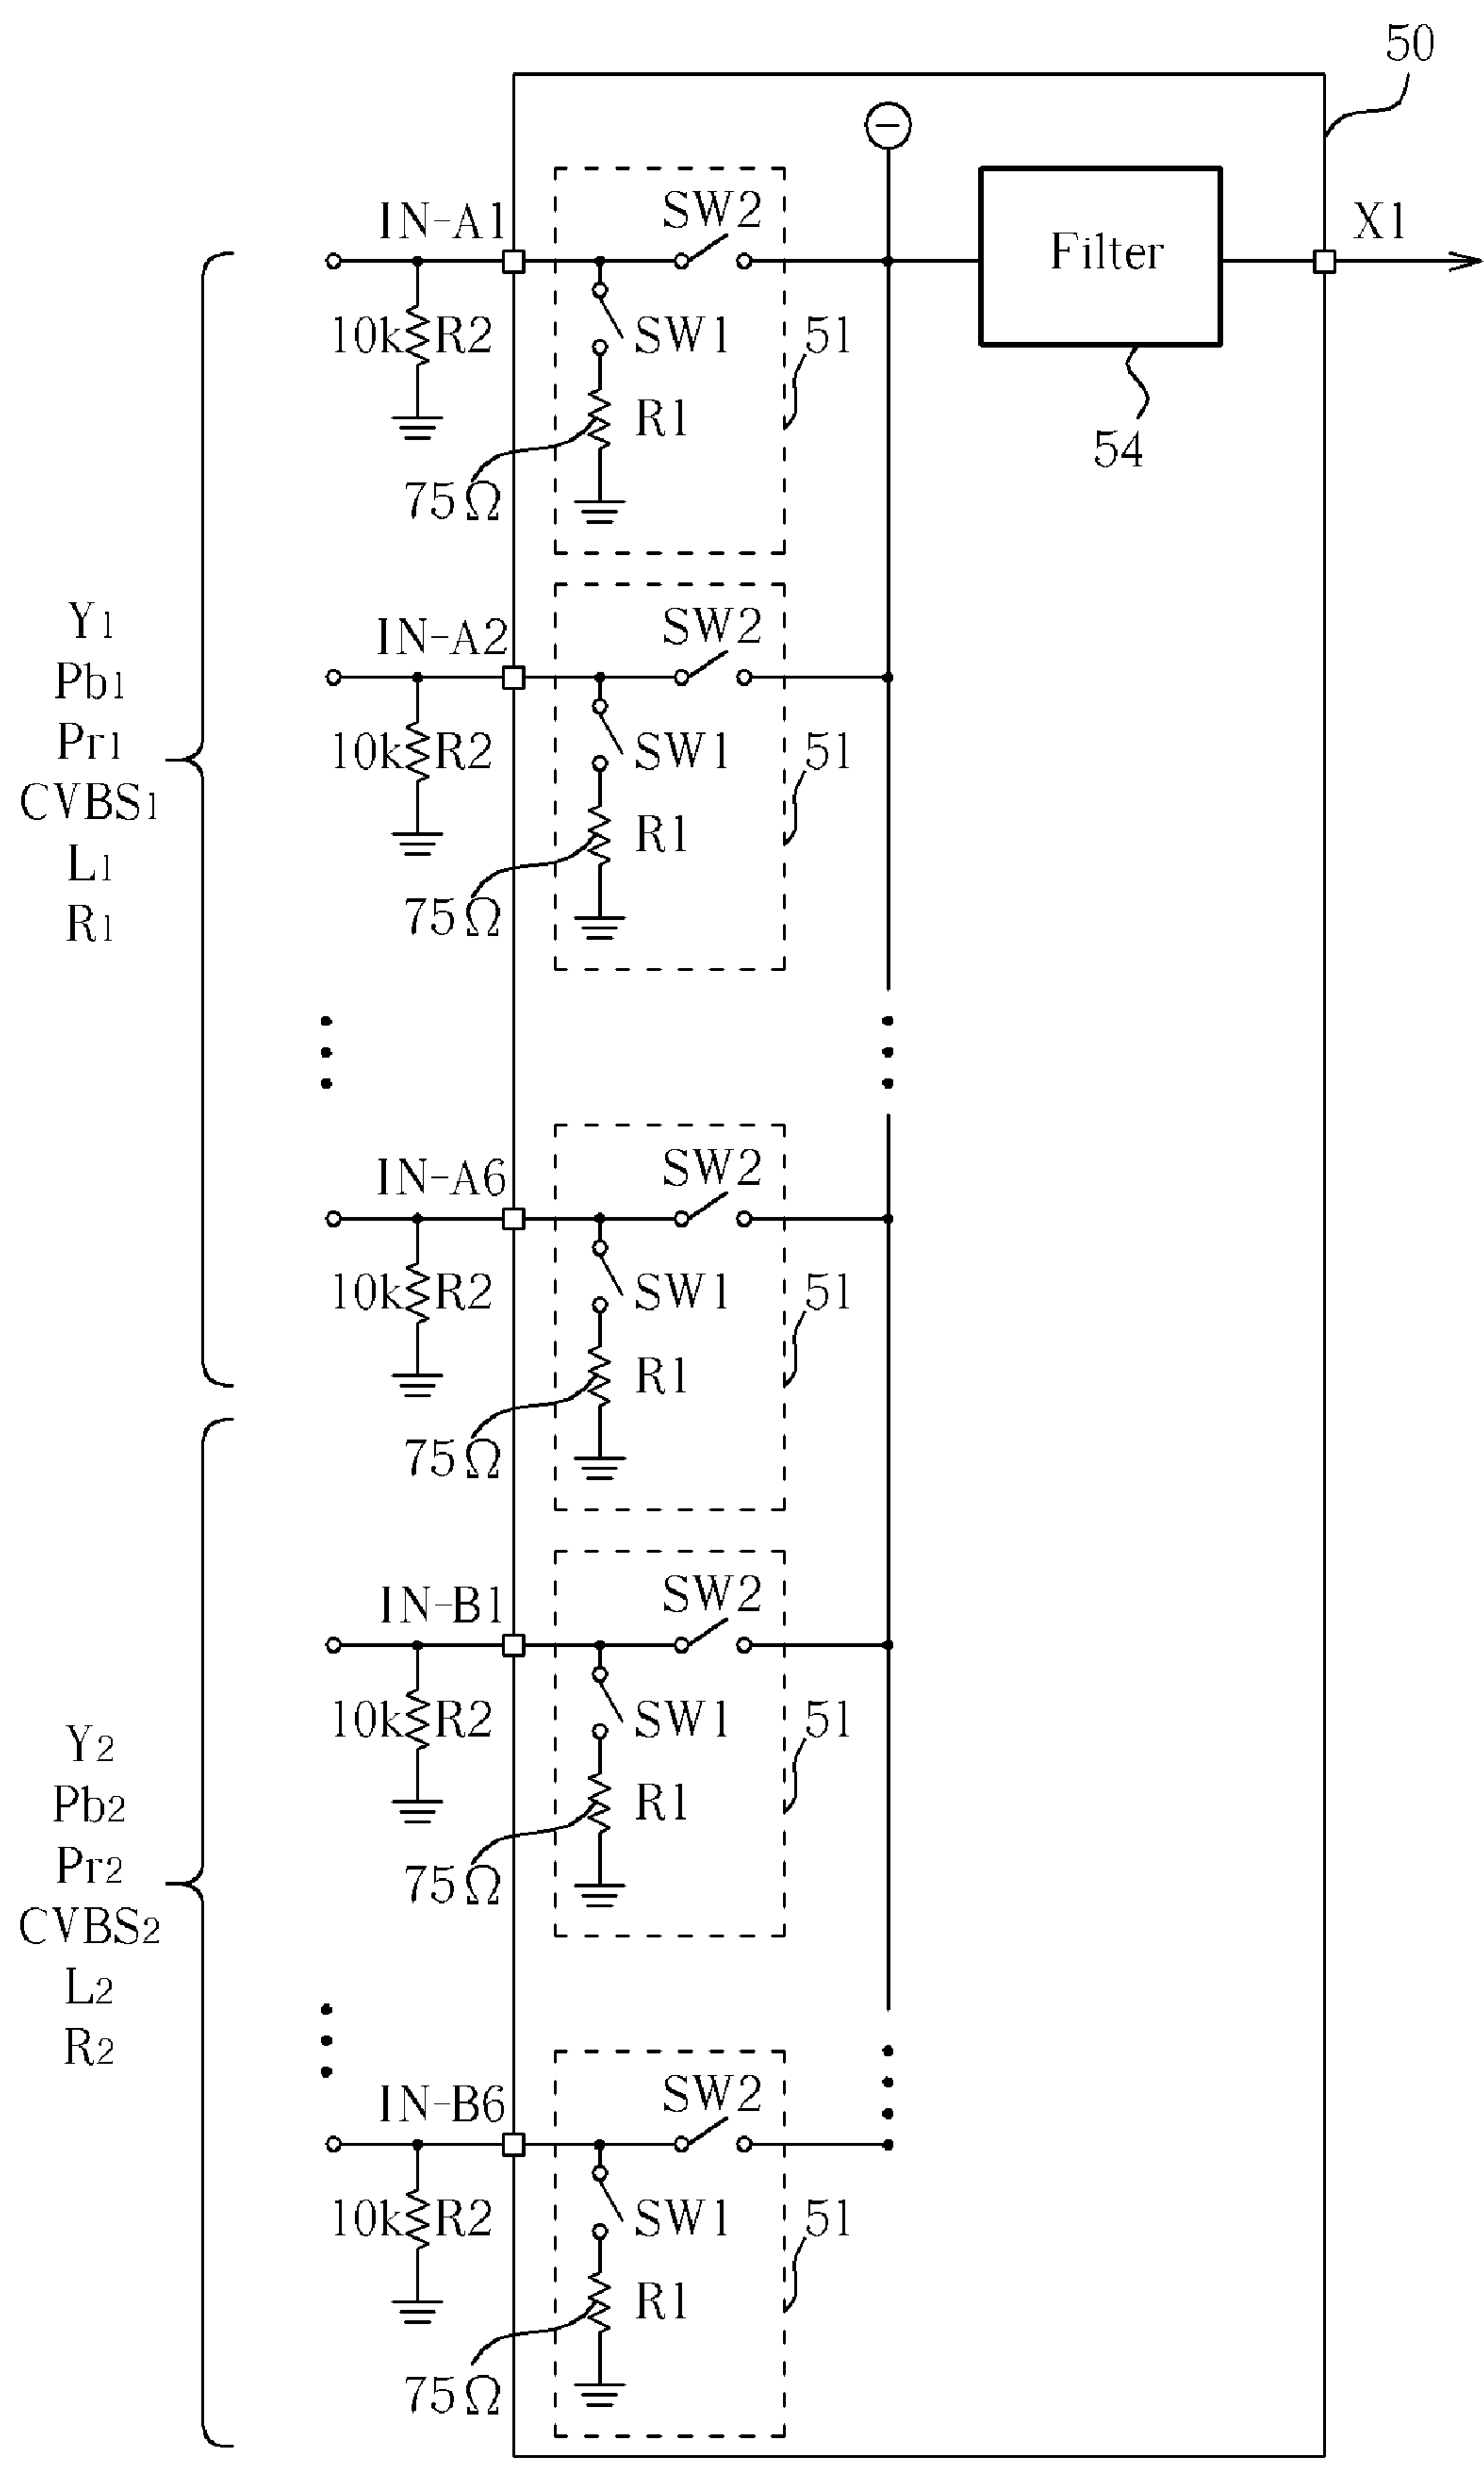 50
IN-A1
SW2
Filter
X1
10k R2
SW1
51
R1
54
75Ω
Y1
Pb1
Pr1
CVBS1
L1
R1
IN-A2
SW2
10k R2
SW1
51
R1
75Ω
IN-A6
SW2
10k R2
SW1
51
R1
75Ω
Y2
Pb2
Pr2
CVBS2
L2
R2
IN-B1
SW2
10k R2
SW1
51
R1
75Ω
IN-B6
SW2
10k R2
SW1
51
R1
75Ω